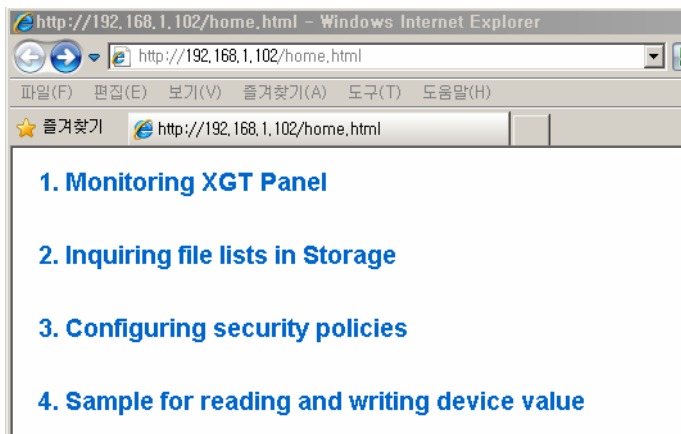 http://192.168.1.102/home.html - Windows Internet Explorer
http://192.168.1.102/home.html
파일(F) 편집(E) 보기(V) 즐겨찾기(A) 도구(T) 도움말(H)
즐겨찾기 http://192.168.1.102/home.html
1. Monitoring XGT Panel
2. Inquiring file lists in Storage
3. Configuring security policies
4. Sample for reading and writing device value